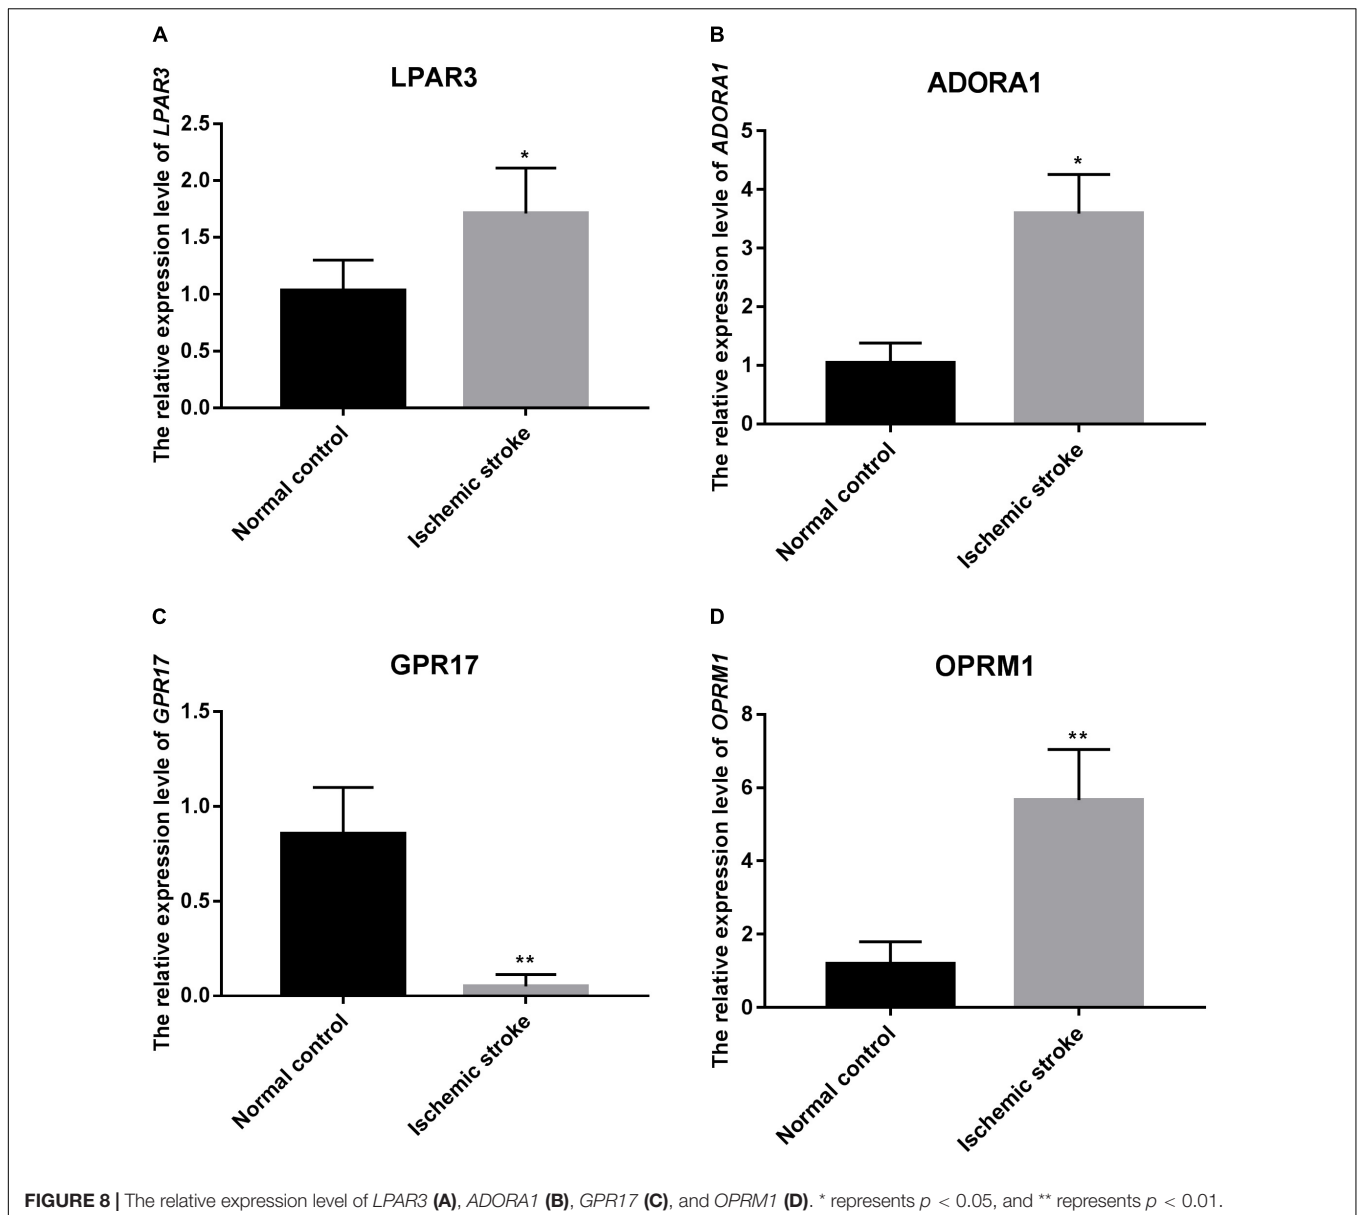 A
LPAR3
The relative expression levle of LPAR3
2.5
2.0
1.5
1.0
0.5
0.0
*
Normal control
Ischemic stroke
B
ADORA1
The relative expression levle of ADORA1
5
4
3
2
1
0
*
Normal control
Ischemic stroke
C
GPR17
The relative expression levle of GPR17
1.5
1.0
0.5
0.0
**
Normal control
Ischemic stroke
D
OPRM1
The relative expression levle of OPRM1
8
6
4
2
0
**
Normal control
Ischemic stroke
FIGURE 8 | The relative expression level of LPAR3 (A), ADORA1 (B), GPR17 (C), and OPRM1 (D). * represents p < 0.05, and ** represents p < 0.01.